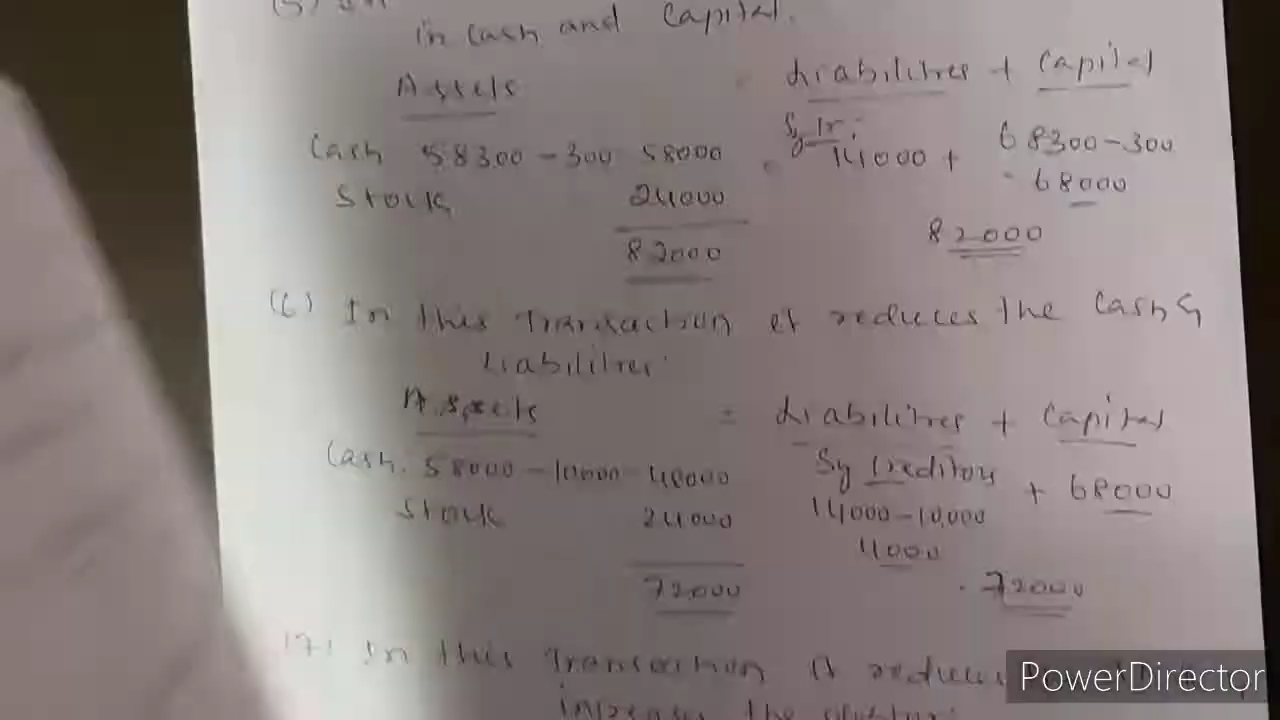 in cash and Capital.
Assets = Liabilities + Capital
Cash 58300 - 300 58000 = Sy Cr: 14000 + 68300 - 300
Stock 24000 = 68000
82000 82000
(6) In this Transaction it reduces the Cash &
Liabilities
Assets = Liabilities + Capital
Cash. 58000 - 10000 48000 Sy Creditors + 68000
Stock 24000 14000 - 10,000
4000
72000 72000
(7) In this Transaction it reduces
increases the
PowerDirector